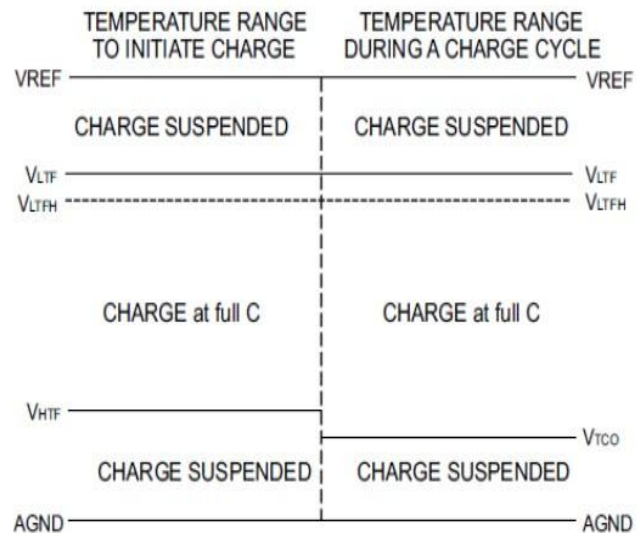 TEMPERATURE RANGE
TO INITIATE CHARGE
TEMPERATURE RANGE
DURING A CHARGE CYCLE
VREF
VREF
CHARGE SUSPENDED
CHARGE SUSPENDED
VLTF
VLTF
VLTFH
VLTFH
CHARGE at full C
CHARGE at full C
VHTF
VTCO
CHARGE SUSPENDED
CHARGE SUSPENDED
AGND
AGND